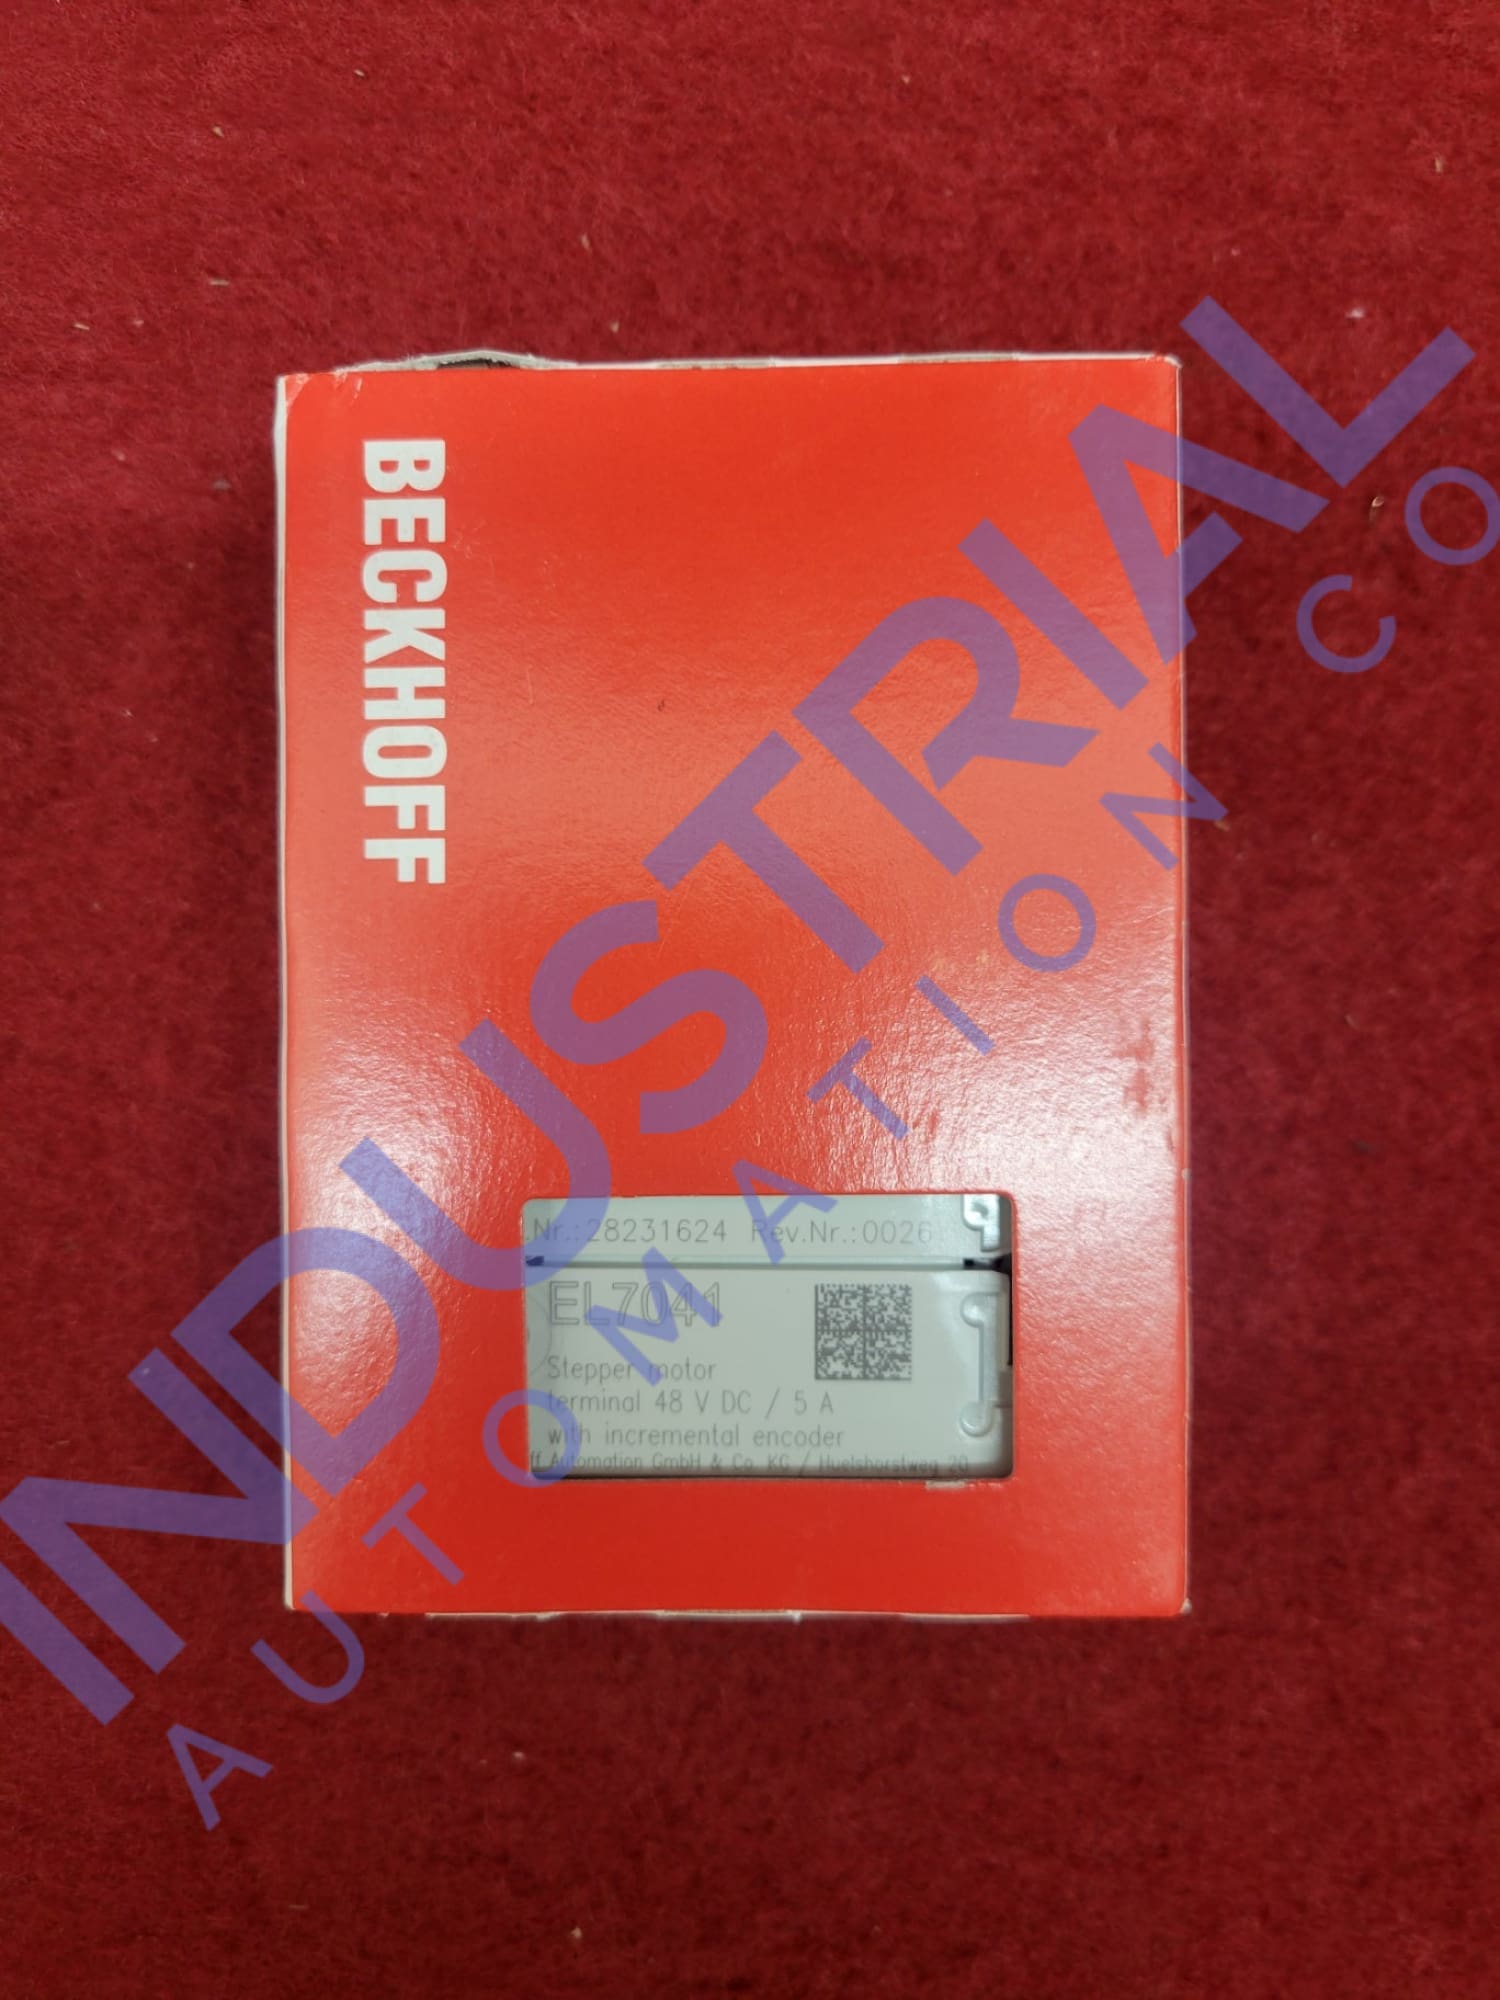 BECKHOFF
Nr.: 28231624 Rev.Nr.: 0026
EL7041
Stepper motor
terminal 48 V DC / 5 A
with incremental encoder
ff Automation GmbH & Co. KG / Huelshorstweg 20
INDUSTRIAL
AUTOMATION CO